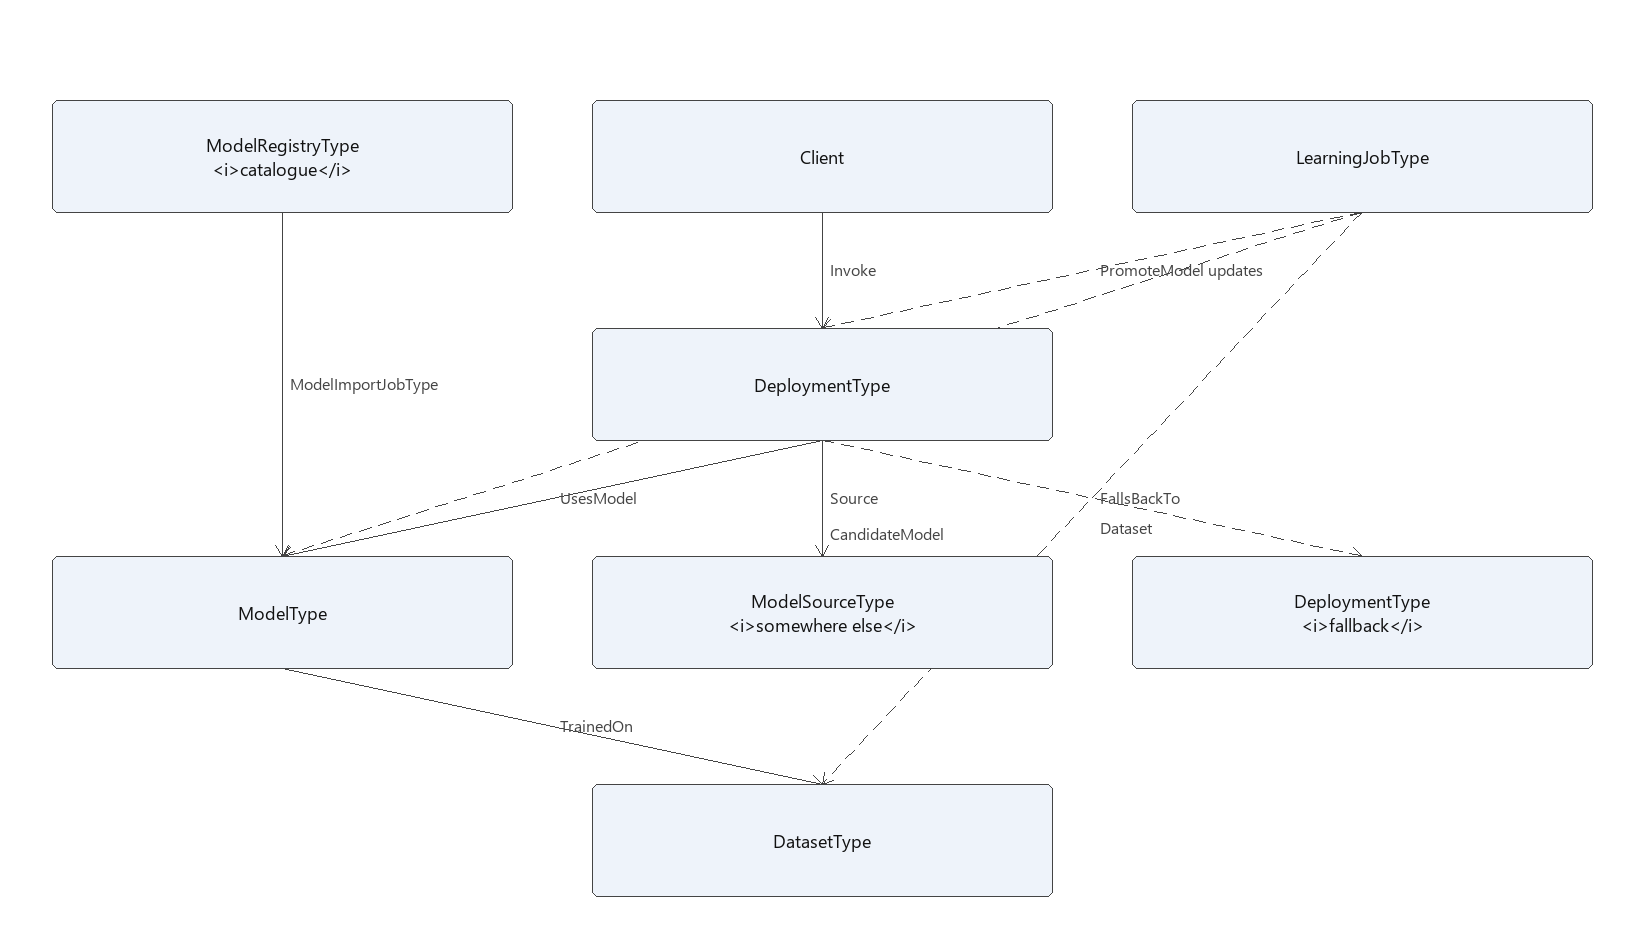 ModelRegistryType
<i>catalogue</i>
Client
LearningJobType
Invoke
PromoteModel updates
ModelImportJobType
DeploymentType
UsesModel
Source
FallsBackTo
CandidateModel
Dataset
ModelType
ModelSourceType
<i>somewhere else</i>
DeploymentType
<i>fallback</i>
TrainedOn
DatasetType